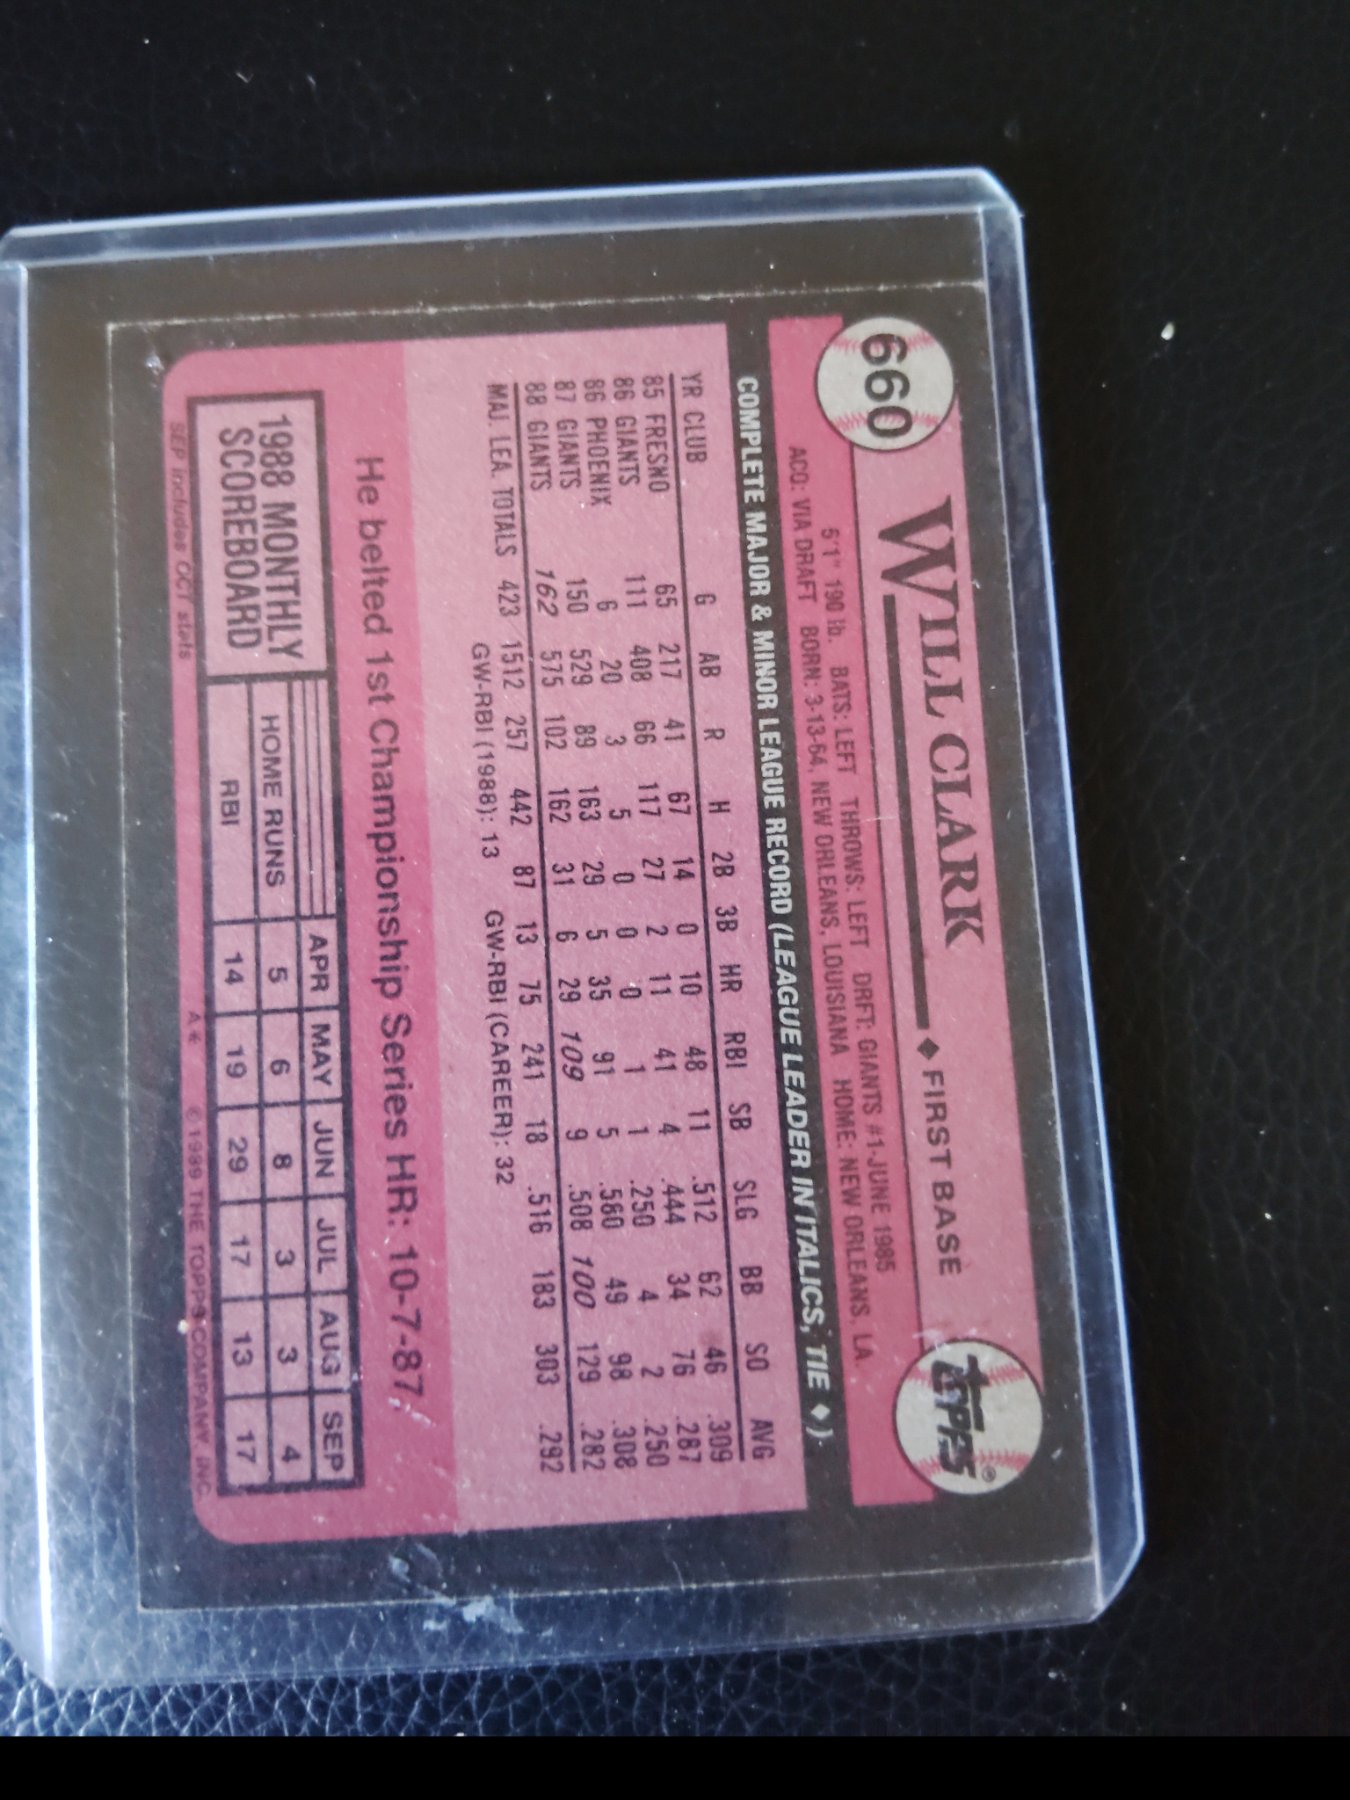 660
WILL CLARK ♦ FIRST BASE
TOPPS®
6'1" 190 lb. BATS: LEFT THROWS: LEFT DRFT: GIANTS #1-JUNE 1985
ACQ: VIA DRAFT BORN: 3-13-64, NEW ORLEANS, LOUISIANA HOME: NEW ORLEANS, LA.
COMPLETE MAJOR & MINOR LEAGUE RECORD (LEAGUE LEADER IN ITALICS, TIE ♦)
YR CLUB G AB R H 2B 3B HR RBI SB SLG BB SO AVG
85 FRESNO 65 217 41 67 14 0 10 48 11 .512 62 46 .309
86 GIANTS 111 408 66 117 27 2 11 41 4 .444 34 76 .287
86 PHOENIX 6 20 3 5 0 0 0 1 1 .250 4 2 .250
87 GIANTS 150 529 89 163 29 5 35 91 5 .580 49 98 .308
88 GIANTS 162 575 102 162 31 6 29 109 9 .508 100 129 .282
MAJ. LEA. TOTALS 423 1512 257 442 87 13 75 241 18 .516 183 303 .292
GW-RBI (1988): 13 GW-RBI (CAREER): 32
He belted 1st Championship Series HR: 10-7-87.
1988 MONTHLY
SCOREBOARD
APR MAY JUN JUL AUG SEP
HOME RUNS 5 6 8 3 3 4
RBI 14 19 29 17 13 17
SEP includes OCT stats
A* © 1989 THE TOPPS COMPANY, INC.